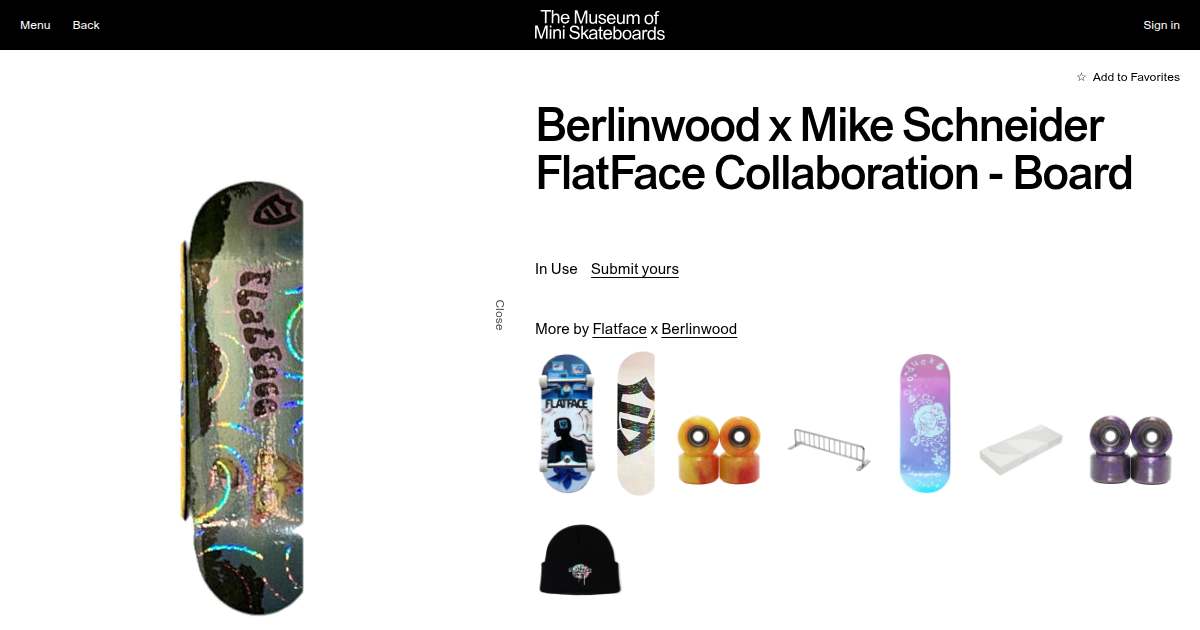 Menu
Back
The Museum of
Mini Skateboards
Sign in
☆ Add to Favorites
Berlinwood x Mike Schneider
FlatFace Collaboration - Board
In Use Submit yours
Close
More by Flatface x Berlinwood
FlatFace
FLATFACE